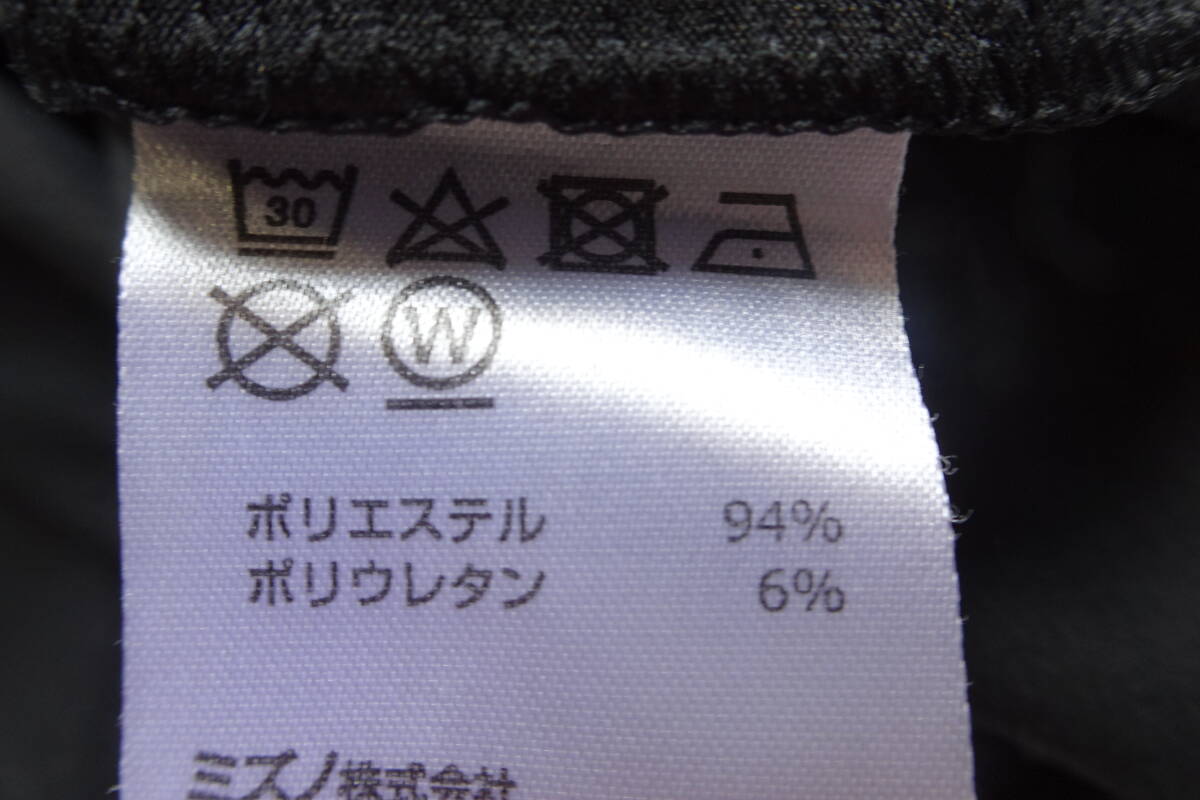 30
W
ポリエステル 94%
ポリウレタン 6%
ミズノ株式会社